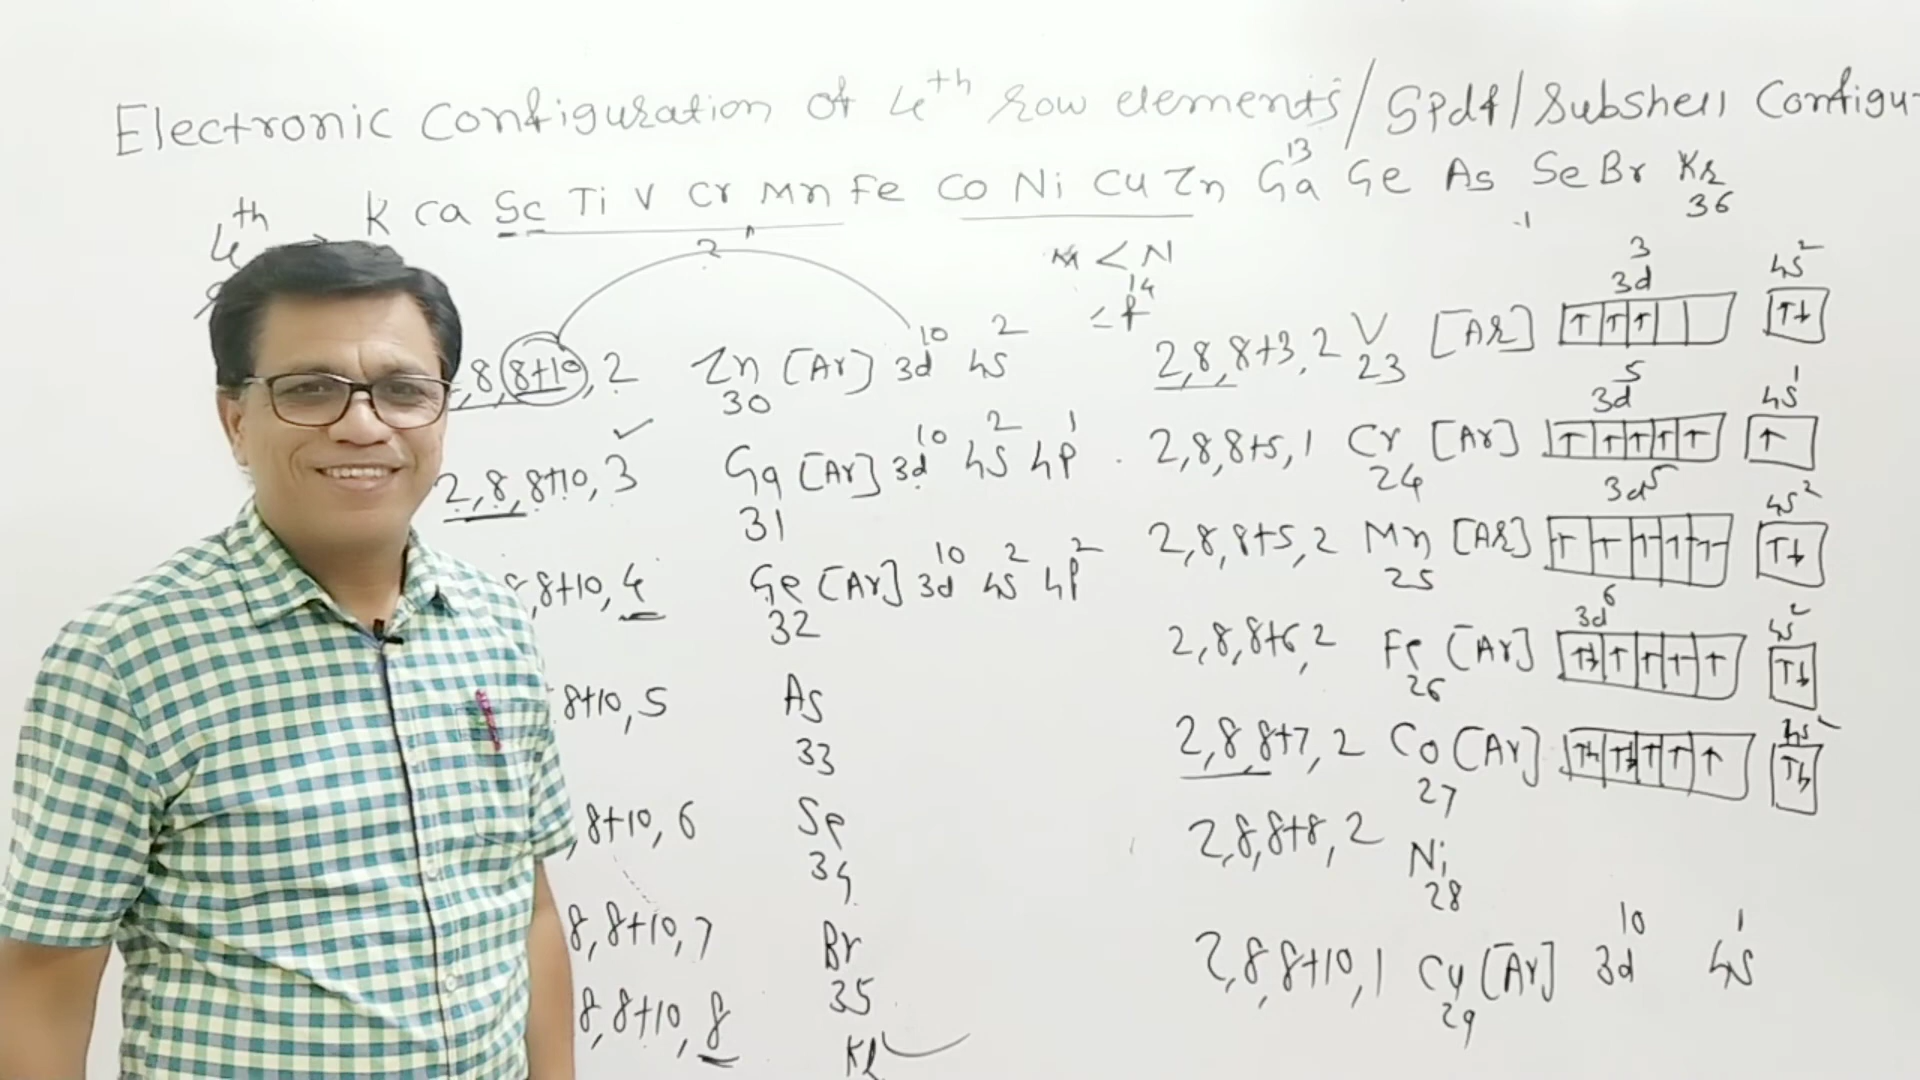 Electronic Configuration of 4th row elements/ Spdf/ Subshell Configu-
4th K Ca Sc Ti V Cr Mn Fe Co Ni Cu Zn Ga13 Ge As Se Br Kr
36
2
M < N
14
≤ f
,8,8+10,2 Zn [Ar] 3d10 4s2
30
2,8,8+10,3 Ga [Ar] 3d10 4s2 4p1
31
8,8+10,4 Ge [Ar] 3d10 4s2 4p2
32
8+10,5 As
33
,8+10,6 Se
34
8,8+10,7 Br
35
8,8+10,8 Kr
2,8,8+3,2 V [Ar] 3d3 4s2
23 ↑ ↑ ↑ ↑↓
2,8,8+5,1 Cr [Ar] 3d5 4s1
24 ↑ ↑ ↑ ↑ ↑ ↑
2,8,8+5,2 Mn [Ar] 3d5 4s2
25 ↑ ↑ ↑ ↑ ↑ ↑↓
2,8,8+6,2 Fe [Ar] 3d6 4s2
26 ↑↓ ↑ ↑ ↑ ↑ ↑↓
2,8,8+7,2 Co [Ar] 4s2
27 ↑↓ ↑↓ ↑ ↑ ↑ ↑↓
2,8,8+8,2 Ni
28
2,8,8+10,1 Cu [Ar] 3d10 4s1
29